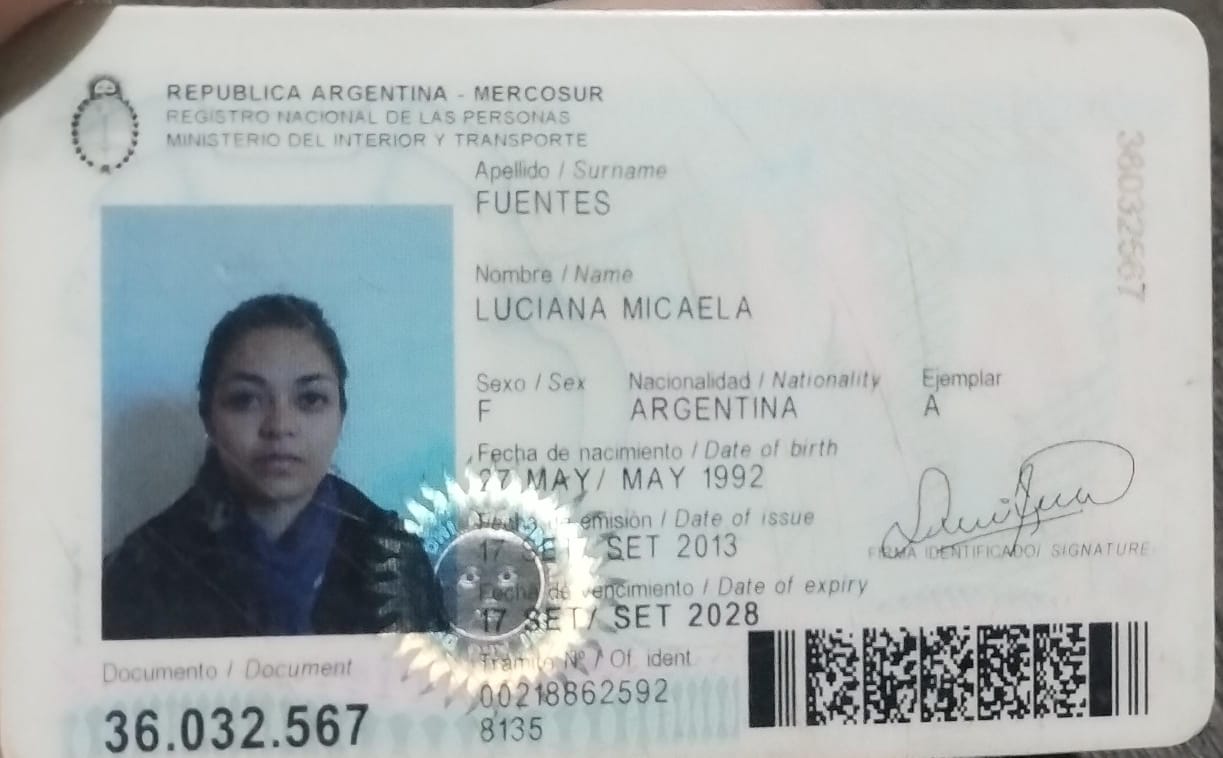 REPUBLICA ARGENTINA - MERCOSUR
REGISTRO NACIONAL DE LAS PERSONAS
MINISTERIO DEL INTERIOR Y TRANSPORTE
Apellido / Surname
FUENTES
Nombre / Name
LUCIANA MICAELA
Sexo / Sex Nacionalidad / Nationality Ejemplar
F ARGENTINA A
Fecha de nacimiento / Date of birth
27 MAY/ MAY 1992
Fecha de emisión / Date of issue
17 SET/ SET 2013
FIRMA IDENTIFICADO/ SIGNATURE
Fecha de vencimiento / Date of expiry
17 SET/ SET 2028
Documento / Document
36.032.567
Trámite Nº / Of. ident.
00218862592
8135
36032567